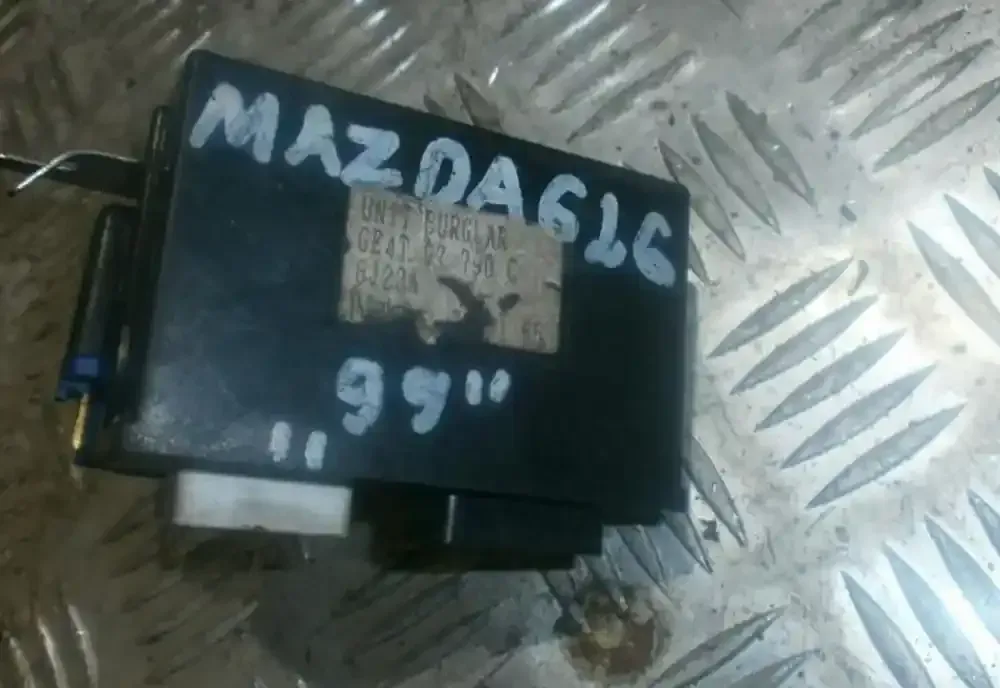 MAZDA 626
UNIT BURGLAR
GE4T 67 790 C
"99"